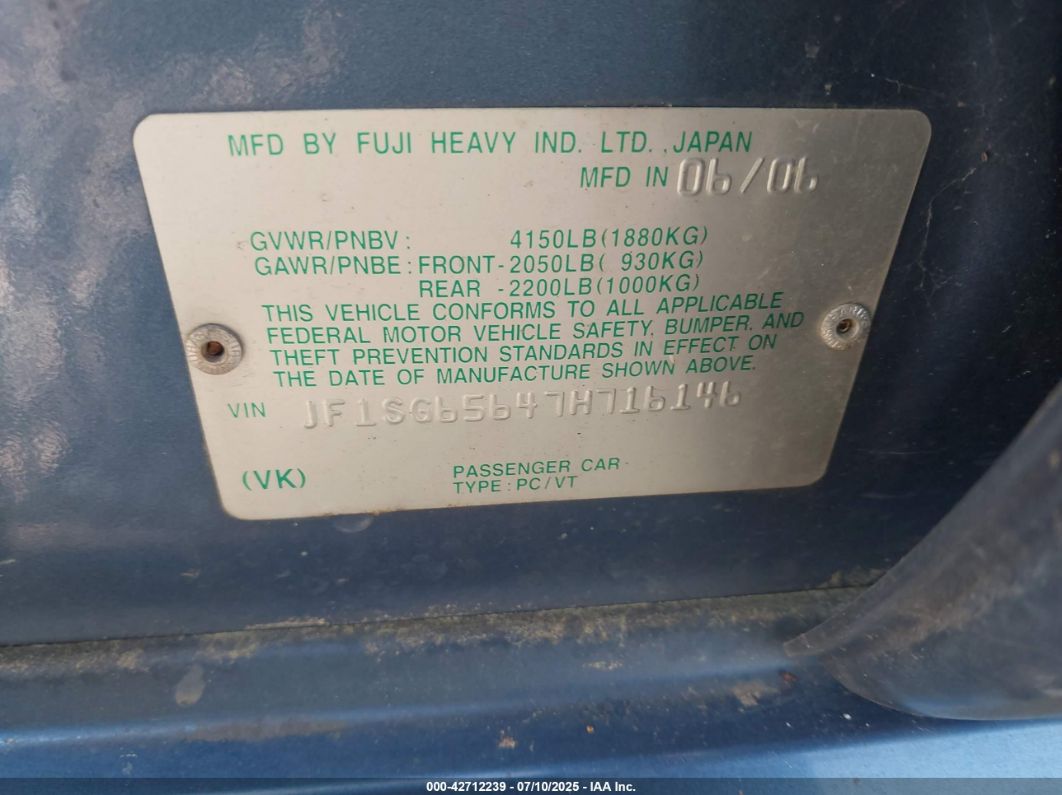 MFD BY FUJI HEAVY IND. LTD., JAPAN
MFD IN 06/06
GVWR/PNBV: 4150LB(1880KG)
GAWR/PNBE: FRONT-2050LB( 930KG)
REAR -2200LB(1000KG)
THIS VEHICLE CONFORMS TO ALL APPLICABLE
FEDERAL MOTOR VEHICLE SAFETY, BUMPER, AND
THEFT PREVENTION STANDARDS IN EFFECT ON
THE DATE OF MANUFACTURE SHOWN ABOVE.
VIN JF1SG65647H716146
(VK) PASSENGER CAR
TYPE: PC/VT
000-42712239 - 07/10/2025 - IAA Inc.